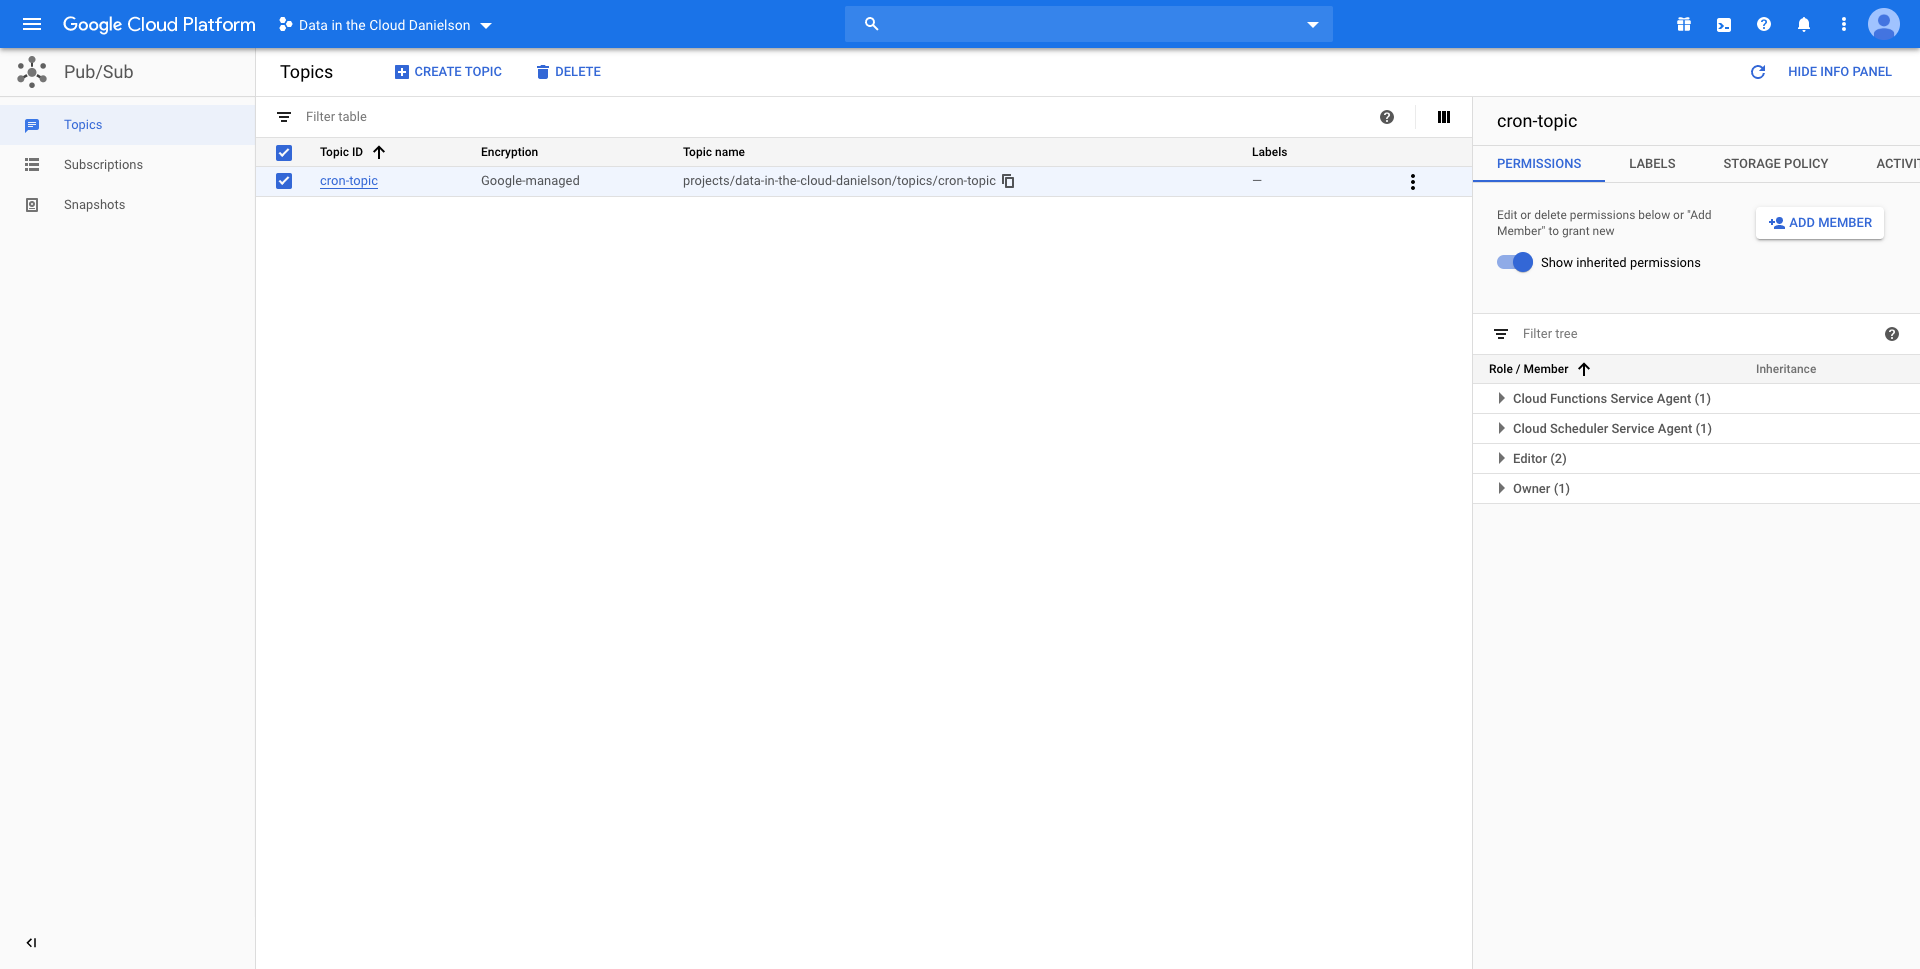 Google Cloud Platform
Data in the Cloud Danielson
Pub/Sub
Topics
CREATE TOPIC
DELETE
HIDE INFO PANEL
Topics
Subscriptions
Snapshots
Filter table
Topic ID Encryption Topic name Labels
cron-topic Google-managed projects/data-in-the-cloud-danielson/topics/cron-topic —
cron-topic
PERMISSIONS LABELS STORAGE POLICY ACTIVIT
Edit or delete permissions below or "Add
Member" to grant new
ADD MEMBER
Show inherited permissions
Filter tree
Role / Member Inheritance
Cloud Functions Service Agent (1)
Cloud Scheduler Service Agent (1)
Editor (2)
Owner (1)